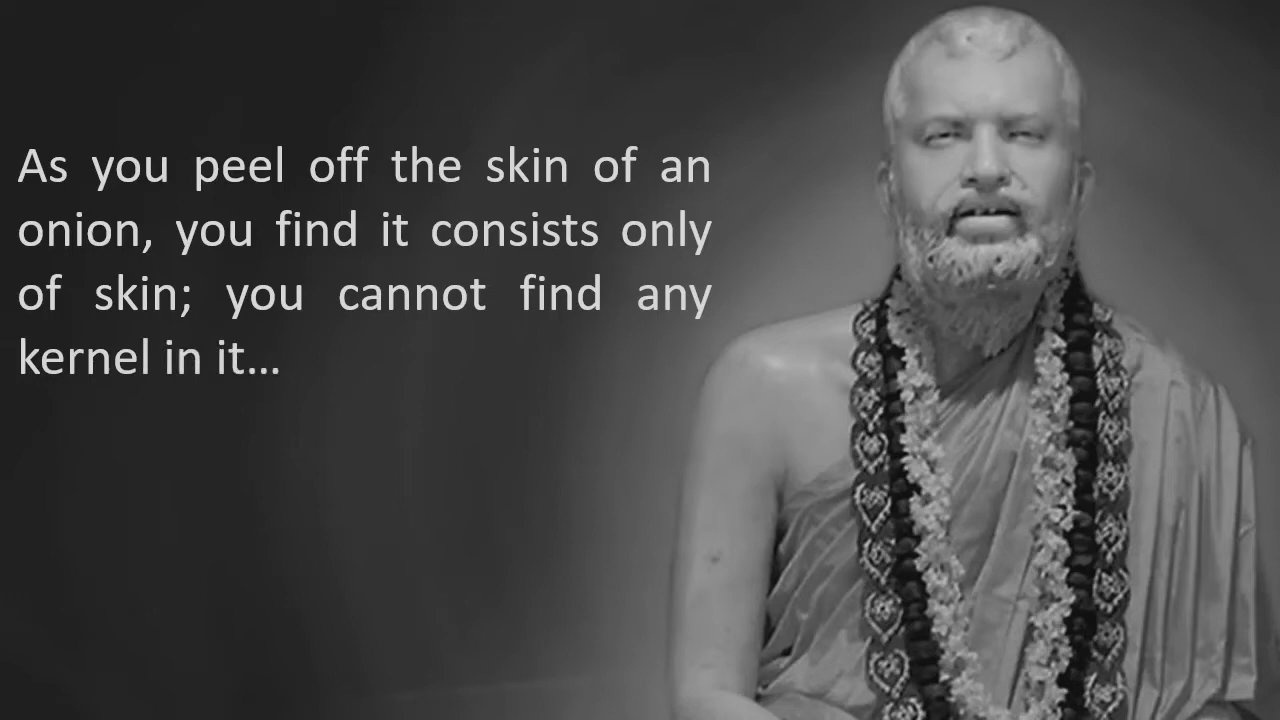 As you peel off the skin of an
onion, you find it consists only
of skin; you cannot find any
kernel in it...